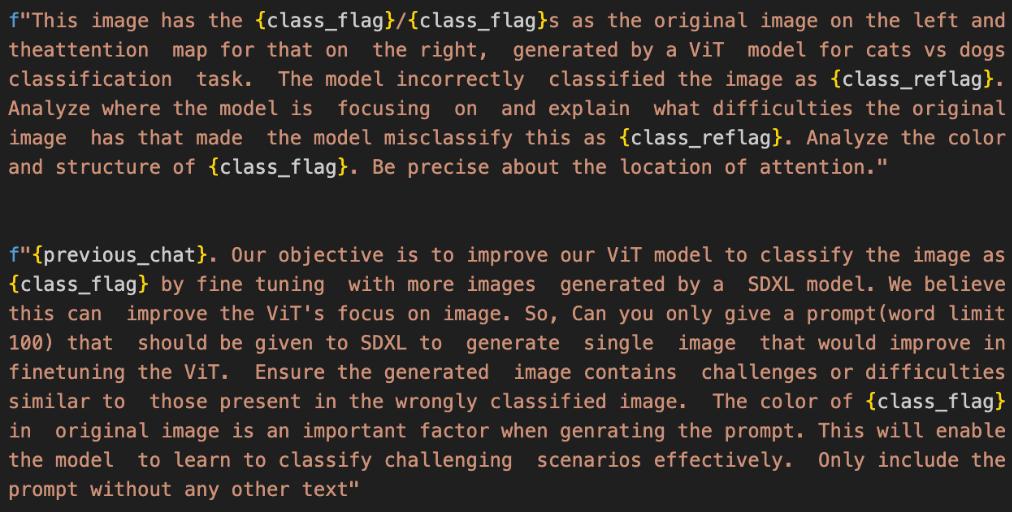 f"This image has the {class_flag}/{class_flag}s as the original image on the left and
theattention map for that on the right, generated by a ViT model for cats vs dogs
classification task. The model incorrectly classified the image as {class_reflag}.
Analyze where the model is focusing on and explain what difficulties the original
image has that made the model misclassify this as {class_reflag}. Analyze the color
and structure of {class_flag}. Be precise about the location of attention."
f"{previous_chat}. Our objective is to improve our ViT model to classify the image as
{class_flag} by fine tuning with more images generated by a SDXL model. We believe
this can improve the ViT's focus on image. So, Can you only give a prompt(word limit
100) that should be given to SDXL to generate single image that would improve in
finetuning the ViT. Ensure the generated image contains challenges or difficulties
similar to those present in the wrongly classified image. The color of {class_flag}
in original image is an important factor when genrating the prompt. This will enable
the model to learn to classify challenging scenarios effectively. Only include the
prompt without any other text"